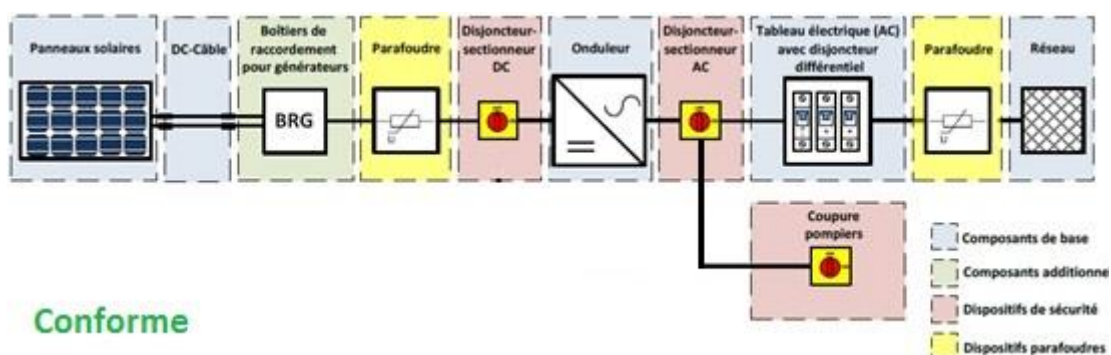 Panneaux solaires
DC-Câble
Boîtiers de
raccordement
pour générateurs
Parafoudre
Disjoncteur-
sectionneur
DC
Onduleur
Disjoncteur-
sectionneur
AC
Tableau électrique (AC)
avec disjoncteur
différentiel
Parafoudre
Réseau
BRG
U
U
Coupure
pompiers
Composants de base
Composants additionne
Dispositifs de sécurité
Dispositifs parafoudres
Conforme